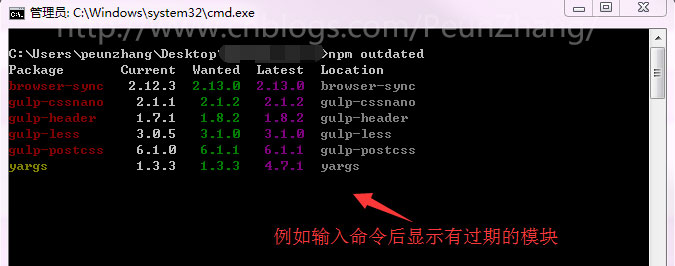 管理员: C:\Windows\system32\cmd.exe
http://www.cnblogs.com/PeunZhang/
C:\Users\peunzhang\Desktop\ >npm outdated
Package Current Wanted Latest Location
browser-sync 2.12.3 2.13.0 2.13.0 browser-sync
gulp-cssnano 2.1.1 2.1.2 2.1.2 gulp-cssnano
gulp-header 1.7.1 1.8.2 1.8.2 gulp-header
gulp-less 3.0.5 3.1.0 3.1.0 gulp-less
gulp-postcss 6.1.0 6.1.1 6.1.1 gulp-postcss
yargs 1.3.3 1.3.3 4.7.1 yargs
例如输入命令后显示有过期的模块